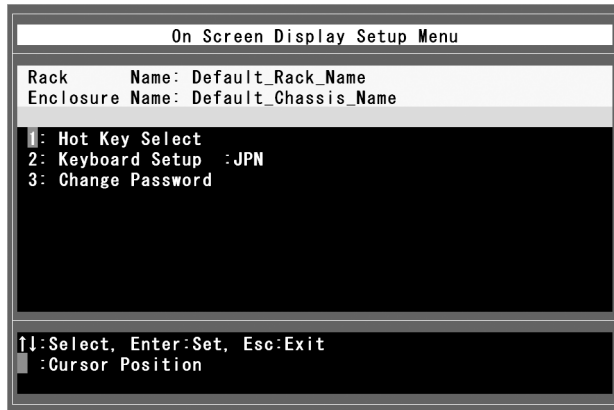 On Screen Display Setup Menu
Rack Name: Default_Rack_Name
Enclosure Name: Default_Chassis_Name
1: Hot Key Select
2: Keyboard Setup :JPN
3: Change Password
↑↓:Select, Enter:Set, Esc:Exit
:Cursor Position